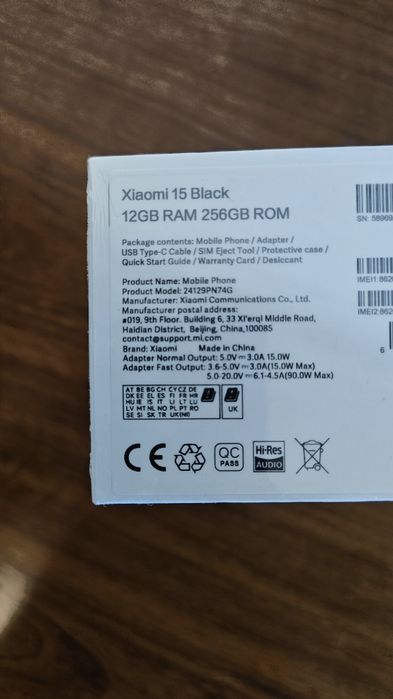 Xiaomi 15 Black
12GB RAM 256GB ROM
Package contents: Mobile Phone / Adapter /
USB Type-C Cable / SIM Eject Tool / Protective case /
Quick Start Guide / Warranty Card / Desiccant
Product Name: Mobile Phone
Product Model: 24129PN74G
Manufacturer: Xiaomi Communications Co., Ltd.
Manufacturer postal address:
#019, 9th Floor. Building 6, 33 Xi'erqi Middle Road,
Haidian District, Beijing, China,100085
contact@support.mi.com
Brand: Xiaomi Made in China
Adapter Normal Output: 5.0V⎓3.0A 15.0W
Adapter Fast Output: 3.6-5.0V⎓3.0A(15.0W Max)
5.0-20.0V⎓6.1-4.5A(90.0W Max)
AT BE BG CH CY CZ DE
DK EE EL ES FI FR HR
HU IE IS IT LI LT LU
LV MT NL NO PL PT RO
SE SI SK TR UK(NI)
UK
CE
QC
PASS
Hi-Res
AUDIO
SN: 58969
IMEI1:862
IMEI2:862
6